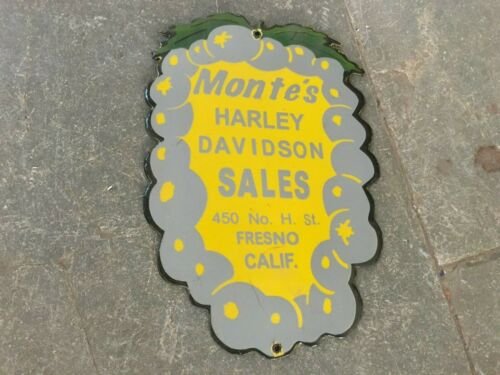 Monte's
HARLEY
DAVIDSON
SALES
450 No. H. St.
FRESNO
CALIF.